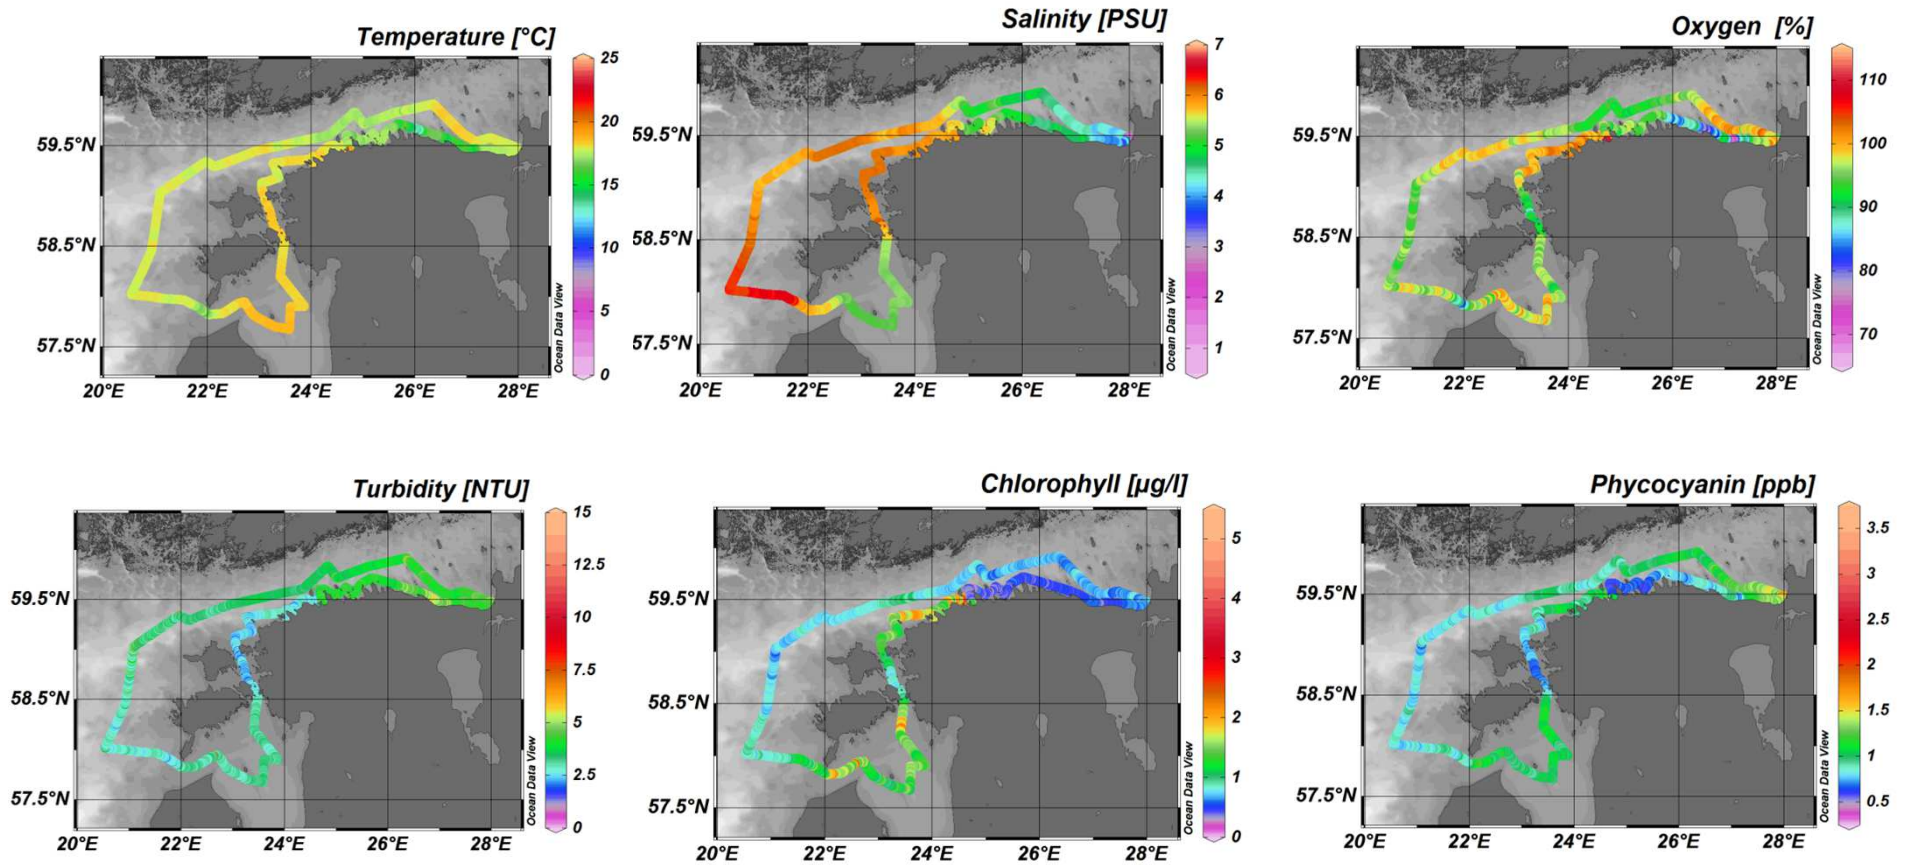 Temperature [°C]
25
20
15
10
5
0
59.5°N
58.5°N
57.5°N
20°E 22°E 24°E 26°E 28°E
Ocean Data View
Salinity [PSU]
7
6
5
4
3
2
1
59.5°N
58.5°N
57.5°N
20°E 22°E 24°E 26°E 28°E
Ocean Data View
Oxygen [%]
110
100
90
80
70
59.5°N
58.5°N
57.5°N
20°E 22°E 24°E 26°E 28°E
Ocean Data View
Turbidity [NTU]
15
12.5
10
7.5
5
2.5
0
59.5°N
58.5°N
57.5°N
20°E 22°E 24°E 26°E 28°E
Ocean Data View
Chlorophyll [µg/l]
5
4
3
2
1
0
59.5°N
58.5°N
57.5°N
20°E 22°E 24°E 26°E 28°E
Ocean Data View
Phycocyanin [ppb]
3.5
3
2.5
2
1.5
1
0.5
59.5°N
58.5°N
57.5°N
20°E 22°E 24°E 26°E 28°E
Ocean Data View